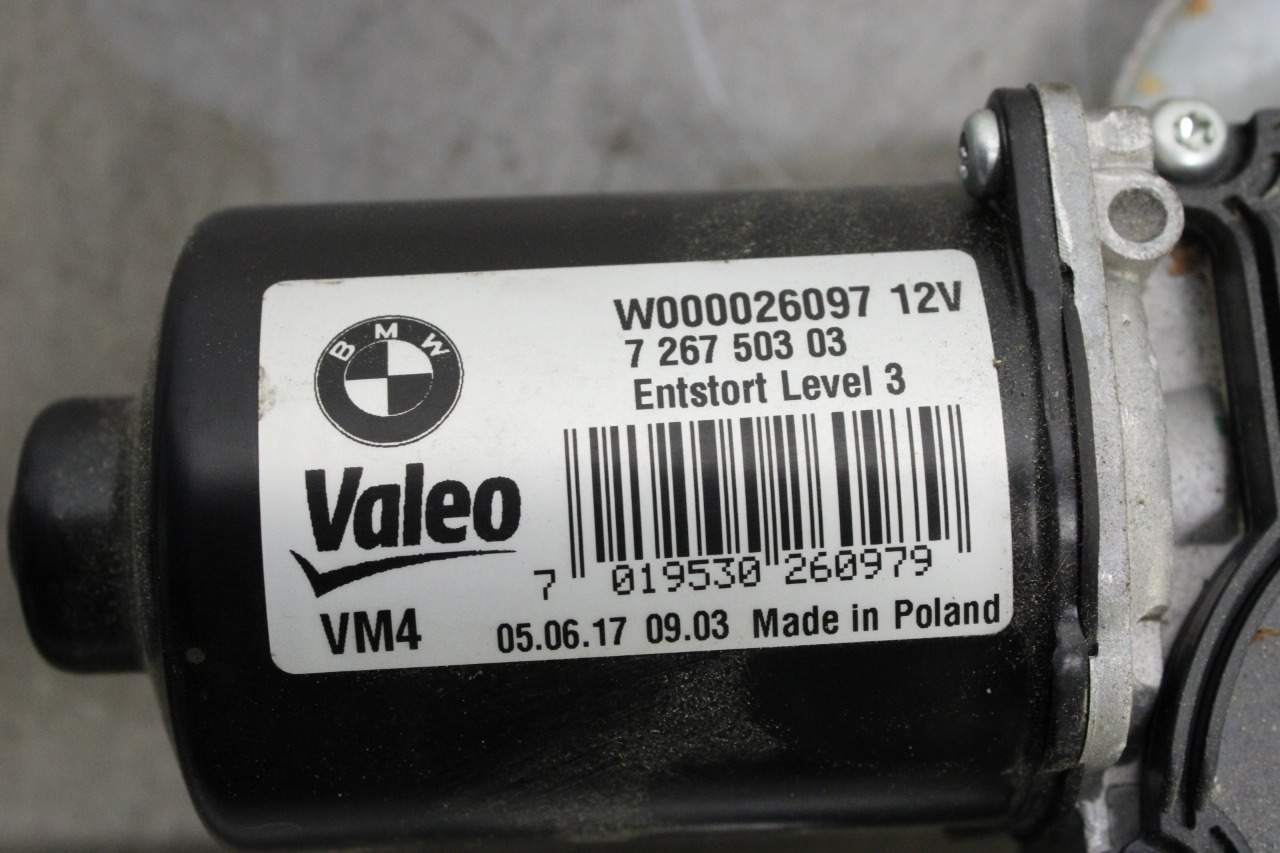 W000026097 12V
7 267 503 03
Entstort Level 3
BMW
Valeo
7 019530 260979
VM4
05.06.17 09.03 Made in Poland